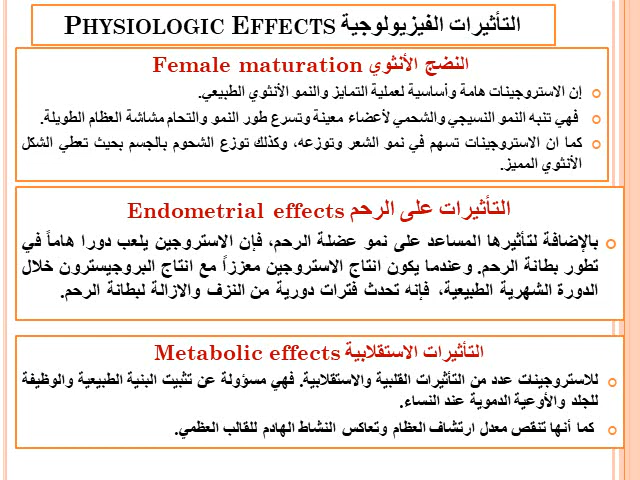 التأثيرات الفيزيولوجية PHYSIOLOGIC EFFECTS
النضج الأنثوي Female maturation
إن الاستروجينات هامة وأساسية لعملية التمايز والنمو الأنثوي الطبيعي.
فهي تنبه النمو النسيجي والشحمي لأعضاء معينة وتسرع طور النمو والتحام مشاشة العظام الطويلة.
كما ان الاستروجينات تسهم في نمو الشعر وتوزعه، وكذلك توزع الشحوم بالجسم بحيث تعطي الشكل
الأنثوي المميز.
التأثيرات على الرحم Endometrial effects
بالإضافة لتأثيرها المساعد على نمو عضلة الرحم، فإن الاستروجين يلعب دورا هاماً في
تطور بطانة الرحم. وعندما يكون انتاج الاستروجين معززاً مع انتاج البروجيسترون خلال
الدورة الشهرية الطبيعية، فإنه تحدث فترات دورية من النزف والازالة لبطانة الرحم.
التأثيرات الاستقلابية Metabolic effects
للاستروجينات عدد من التأثيرات القلبية والاستقلابية. فهي مسؤولة عن تثبيت البنية الطبيعية والوظيفة
للجلد والأوعية الدموية عند النساء.
كما أنها تنقص معدل ارتشاف العظام وتعاكس النشاط الهادم للقالب العظمي.